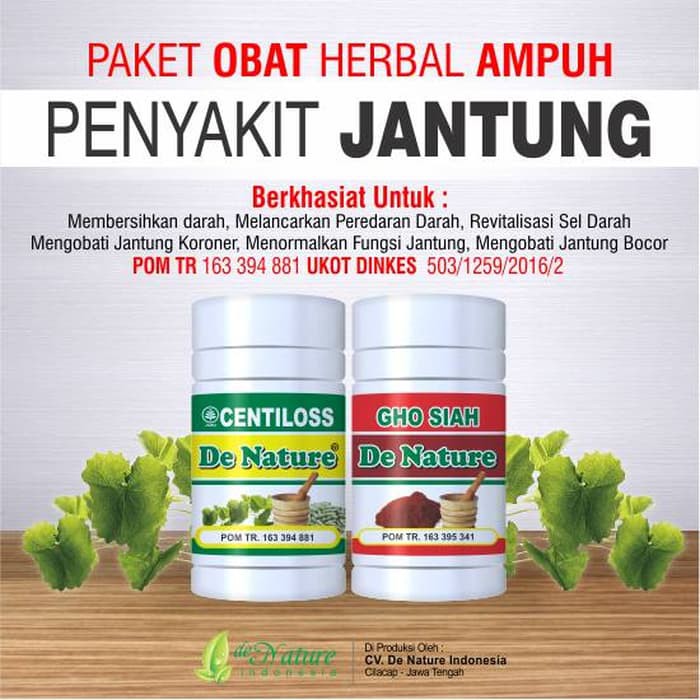 PAKET OBAT HERBAL AMPUH
PENYAKIT JANTUNG
Berkhasiat Untuk :
Membersihkan darah, Melancarkan Peredaran Darah, Revitalisasi Sel Darah
Mengobati Jantung Koroner, Menormalkan Fungsi Jantung, Mengobati Jantung Bocor
POM TR 163 394 881 UKOT DINKES 503/1259/2016/2
CENTILOSS
De Nature
POM TR. 163 394 881
GHO SIAH
De Nature
POM TR. 163 395 341
de Nature
indonesia
Di Produksi Oleh :
CV. De Nature Indonesia
Cilacap - Jawa Tengah